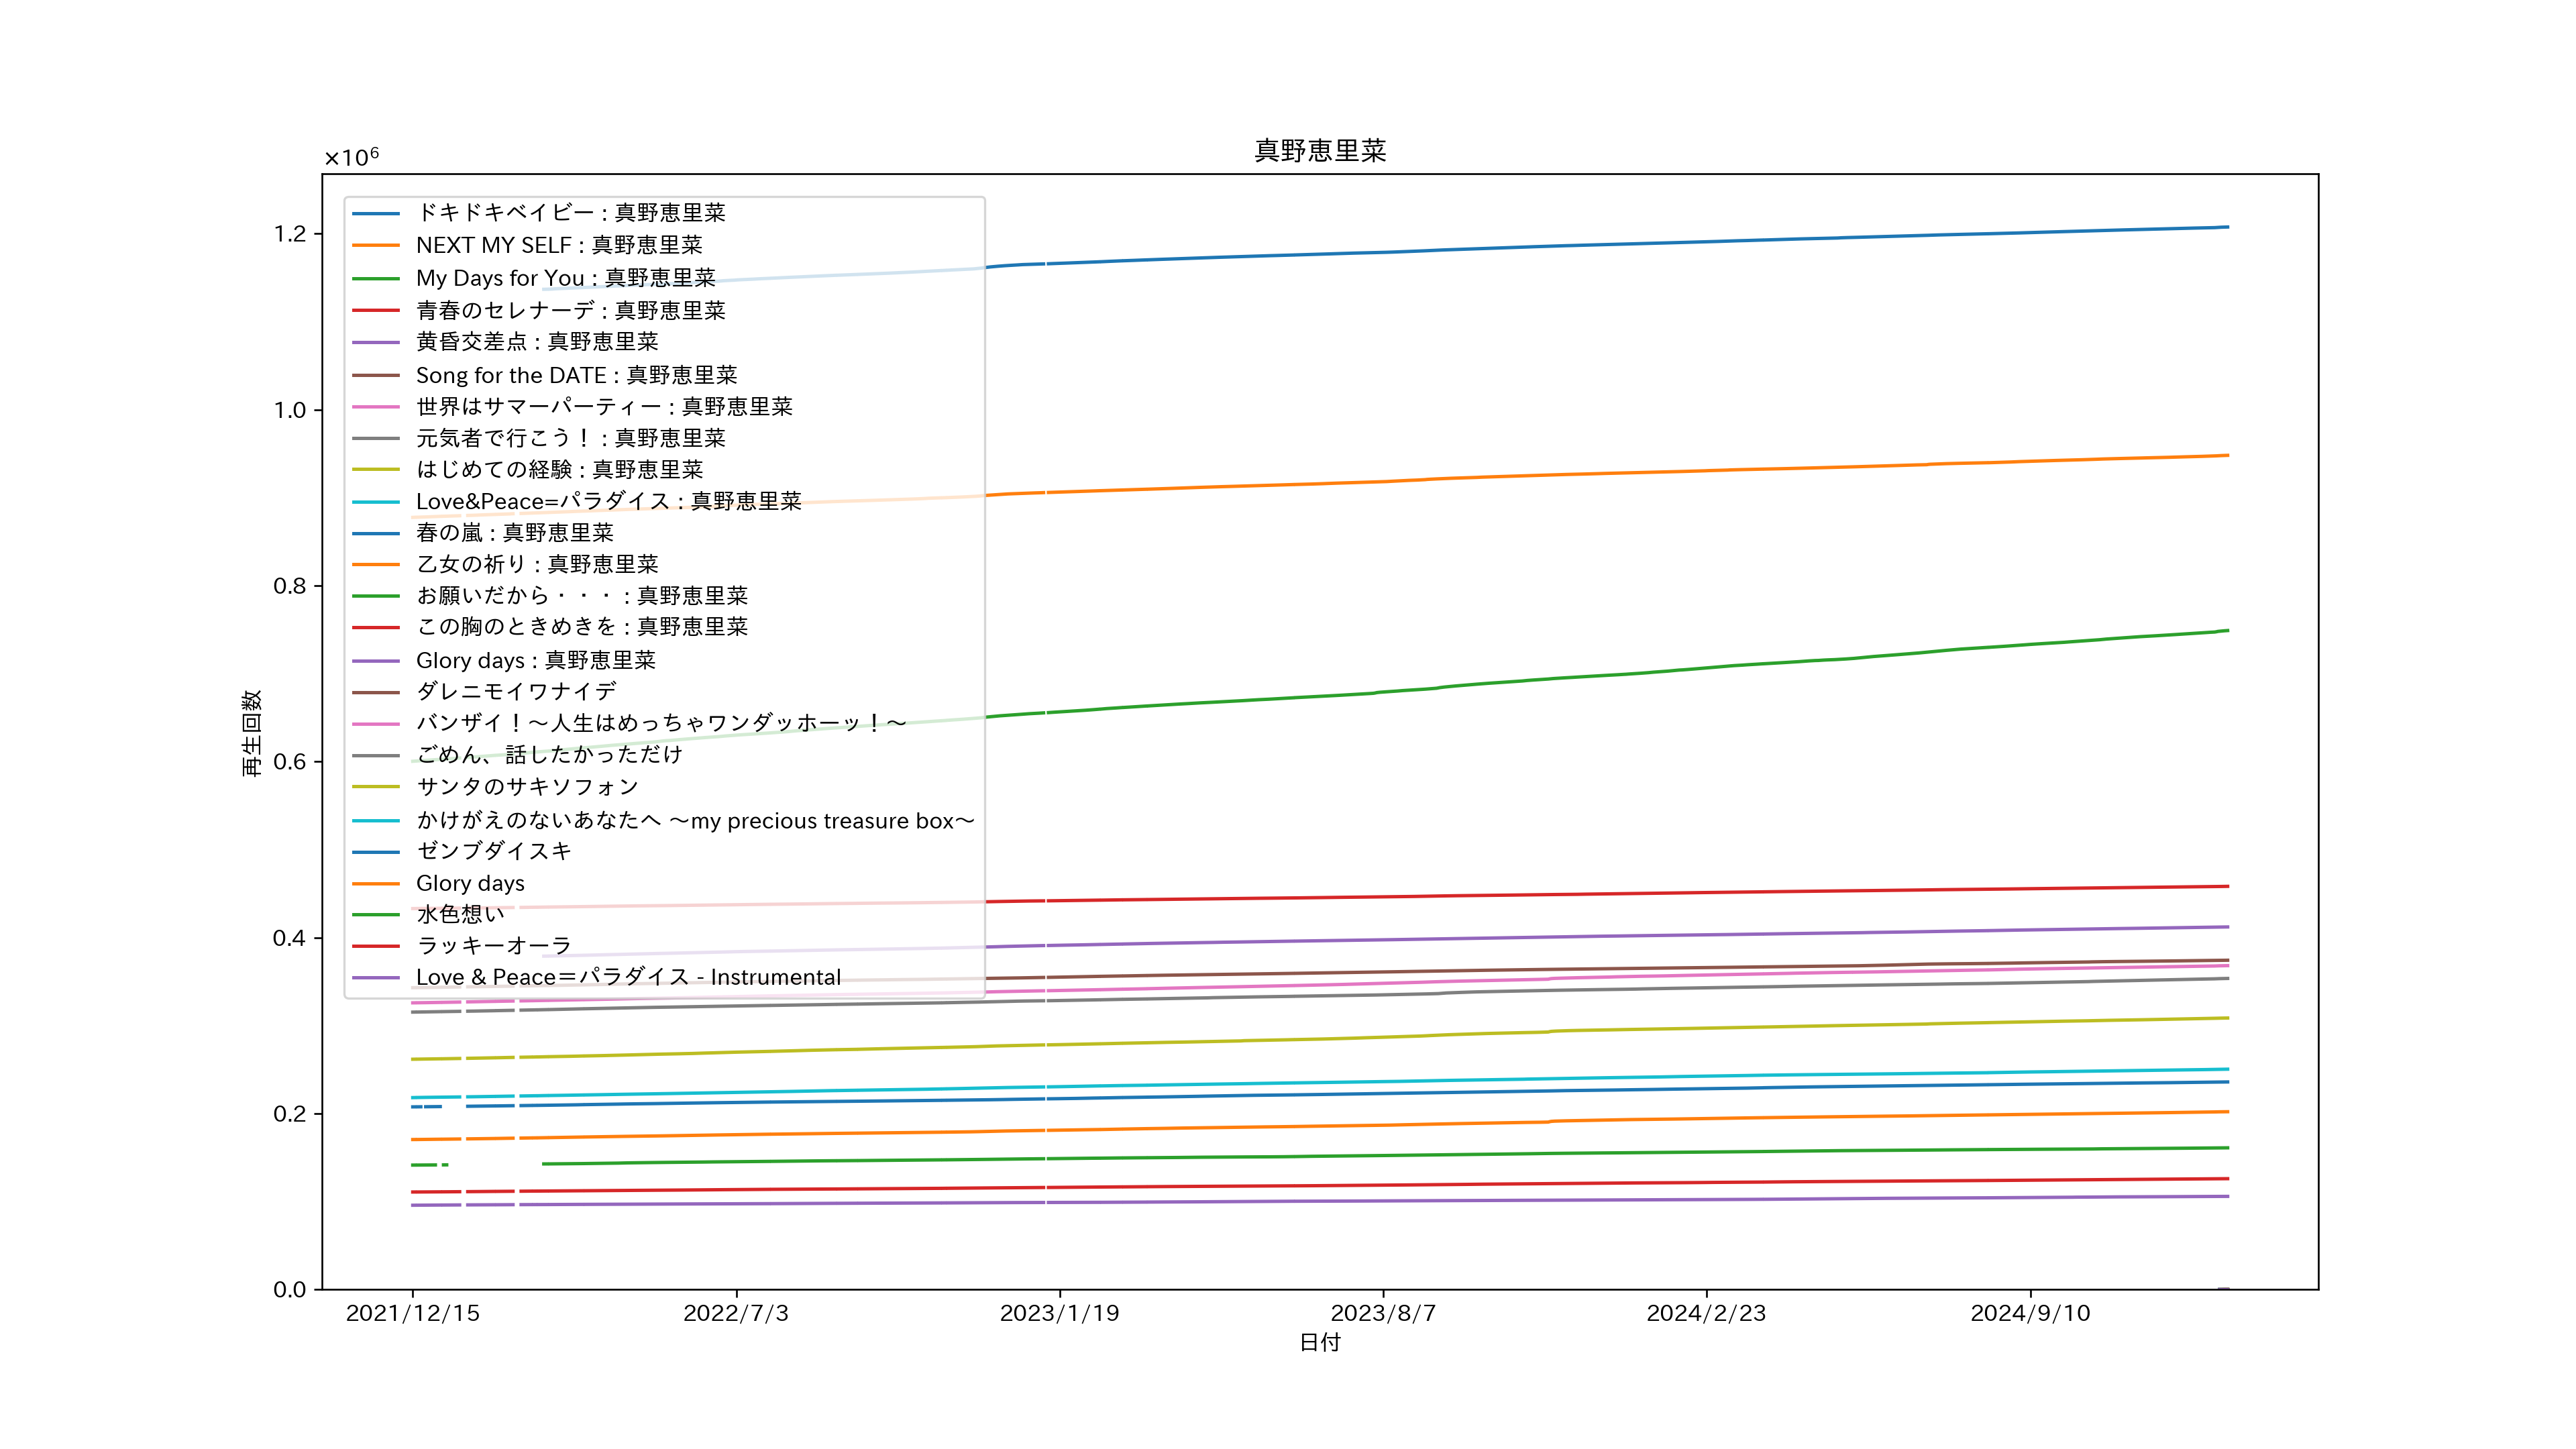 真野恵里菜
×10⁶
1.2
1.0
0.8
0.6
0.4
0.2
0.0
再生回数
ドキドキベイビー : 真野恵里菜
NEXT MY SELF : 真野恵里菜
My Days for You : 真野恵里菜
青春のセレナーデ : 真野恵里菜
黄昏交差点 : 真野恵里菜
Song for the DATE : 真野恵里菜
世界はサマーパーティー : 真野恵里菜
元気者で行こう！ : 真野恵里菜
はじめての経験 : 真野恵里菜
Love&Peace=パラダイス : 真野恵里菜
春の嵐 : 真野恵里菜
乙女の祈り : 真野恵里菜
お願いだから・・・ : 真野恵里菜
この胸のときめきを : 真野恵里菜
Glory days : 真野恵里菜
ダレニモイワナイデ
バンザイ！～人生はめっちゃワンダッホーッ！～
ごめん、話したかっただけ
サンタのサキソフォン
かけがえのないあなたへ ～my precious treasure box～
ゼンブダイスキ
Glory days
水色想い
ラッキーオーラ
Love & Peace＝パラダイス - Instrumental
2021/12/15
2022/7/3
2023/1/19
2023/8/7
2024/2/23
2024/9/10
日付